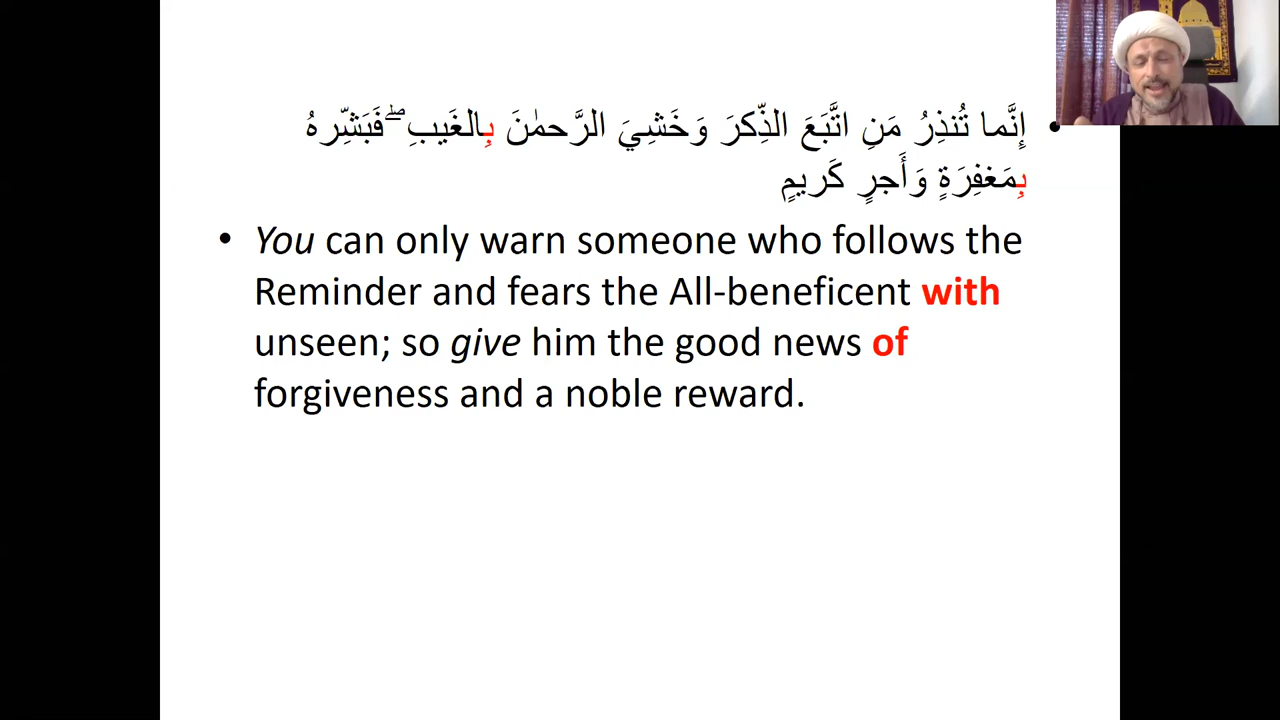 • إِنَّما تُنذِرُ مَنِ اتَّبَعَ الذِّكرَ وَخَشِيَ الرَّحمٰنَ بِالغَيبِ ۖ فَبَشِّرهُ
بِمَغفِرَةٍ وَأَجرٍ كَريمٍ
• You can only warn someone who follows the
Reminder and fears the All-beneficent with
unseen; so give him the good news of
forgiveness and a noble reward.